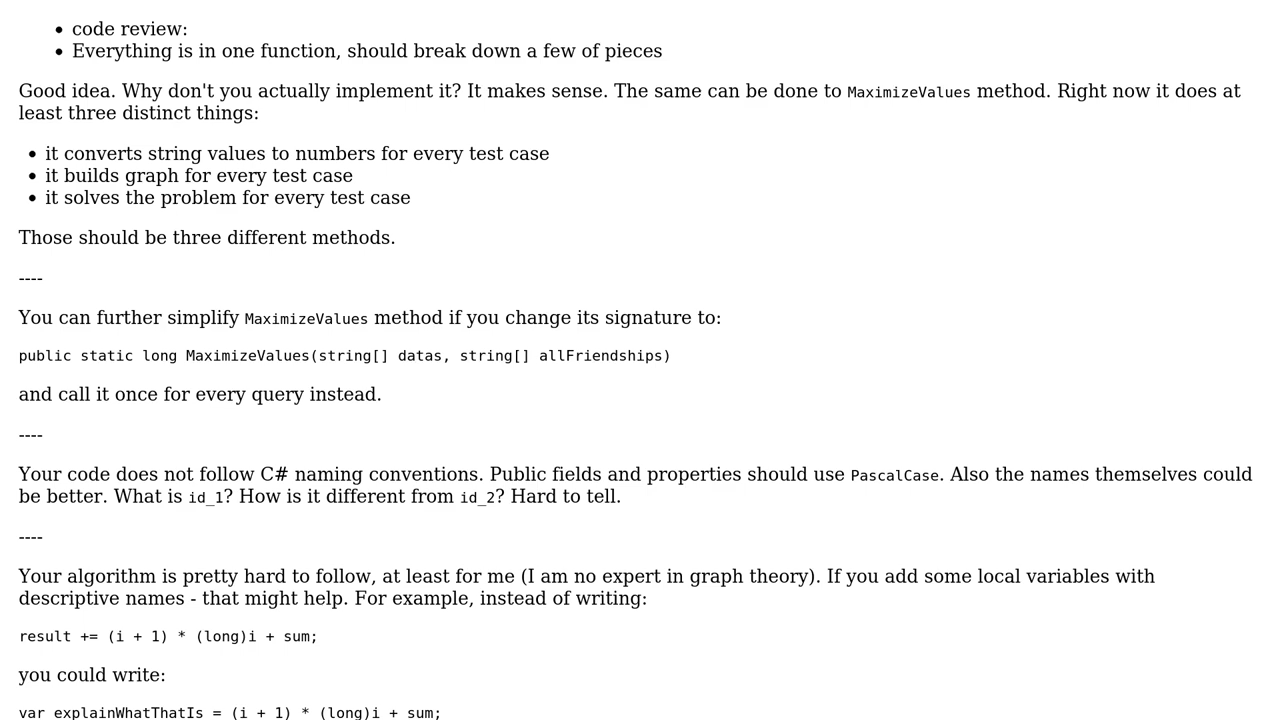 code review:
Everything is in one function, should break down a few of pieces
Good idea. Why don't you actually implement it? It makes sense. The same can be done to MaximizeValues method. Right now it does at
least three distinct things:
it converts string values to numbers for every test case
it builds graph for every test case
it solves the problem for every test case
Those should be three different methods.
----
You can further simplify MaximizeValues method if you change its signature to:
public static long MaximizeValues(string[] datas, string[] allFriendships)
and call it once for every query instead.
----
Your code does not follow C# naming conventions. Public fields and properties should use PascalCase. Also the names themselves could
be better. What is id_1? How is it different from id_2? Hard to tell.
----
Your algorithm is pretty hard to follow, at least for me (I am no expert in graph theory). If you add some local variables with
descriptive names - that might help. For example, instead of writing:
result += (i + 1) * (long)i + sum;
you could write:
var explainWhatThatIs = (i + 1) * (long)i + sum;